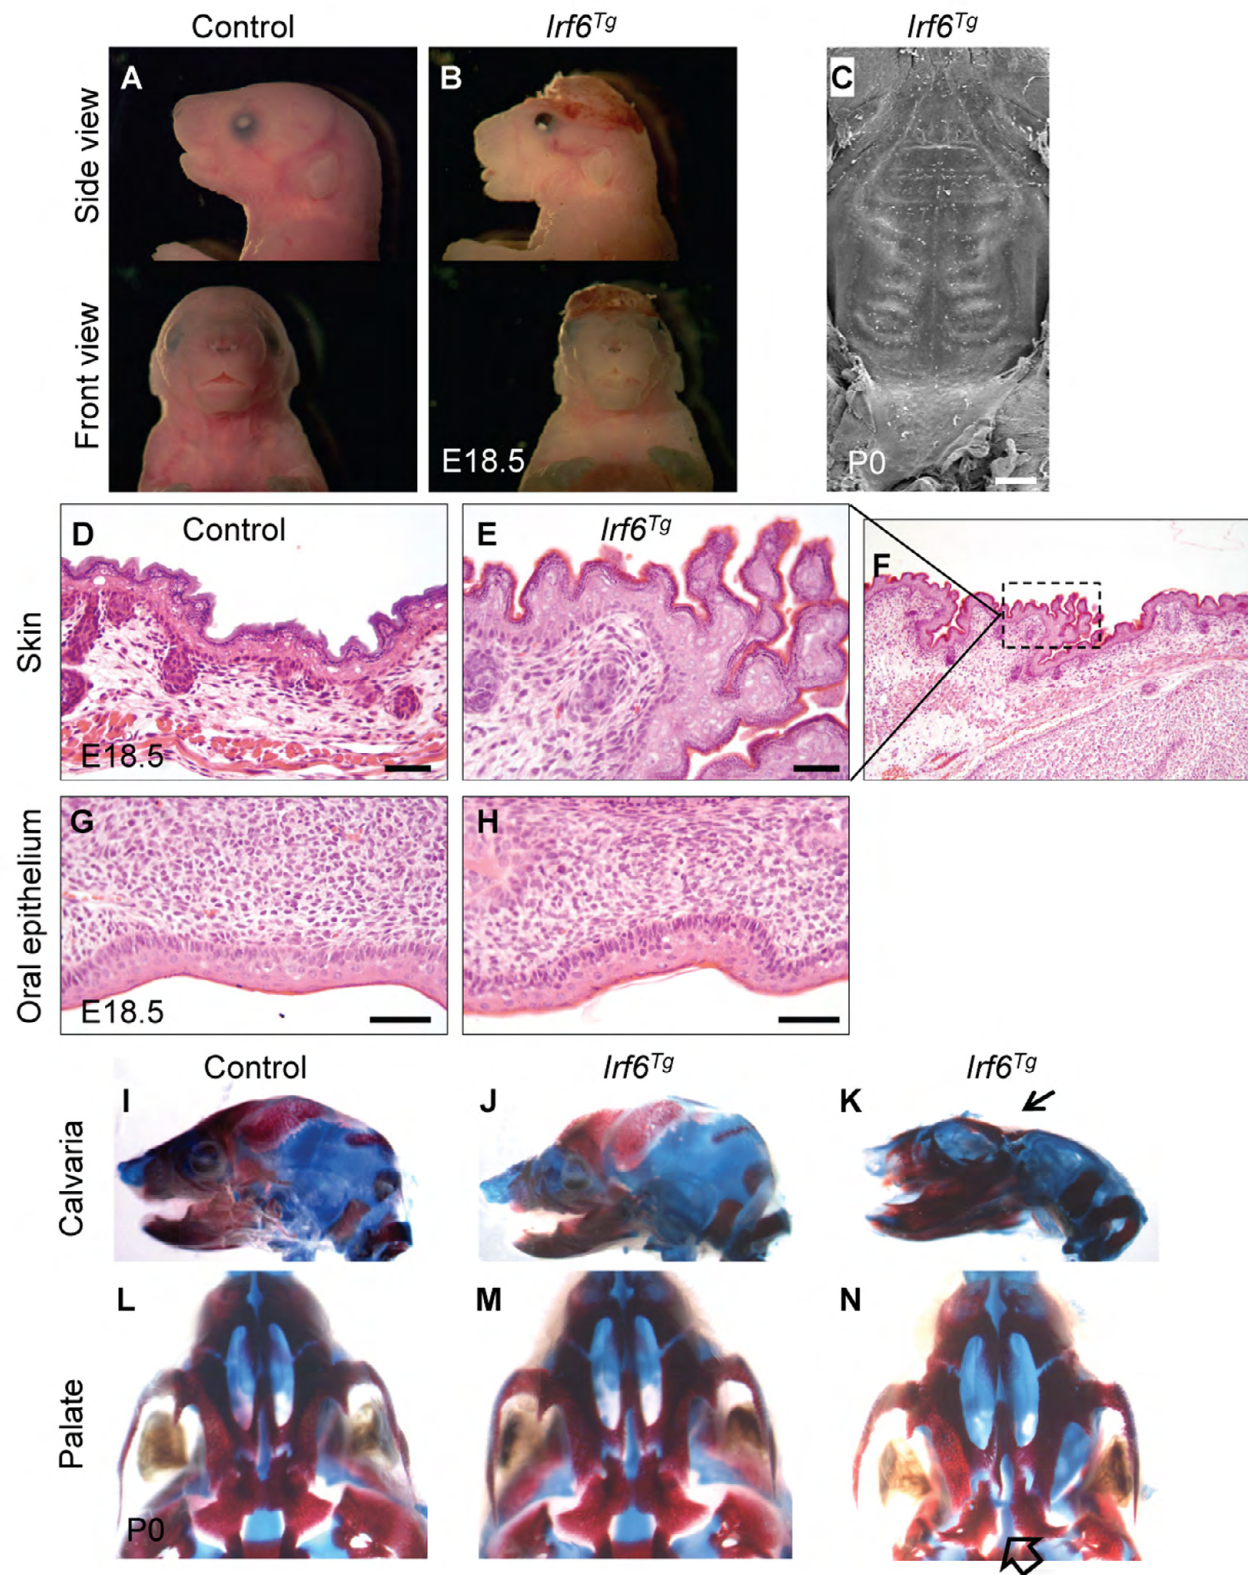 Control
Irf6Tg
Irf6Tg
A
B
C
Side view
Front view
E18.5
P0
D
Control
E
Irf6Tg
F
Skin
E18.5
G
H
Oral epithelium
E18.5
Control
Irf6Tg
Irf6Tg
I
J
K
Calvaria
L
M
N
Palate
P0